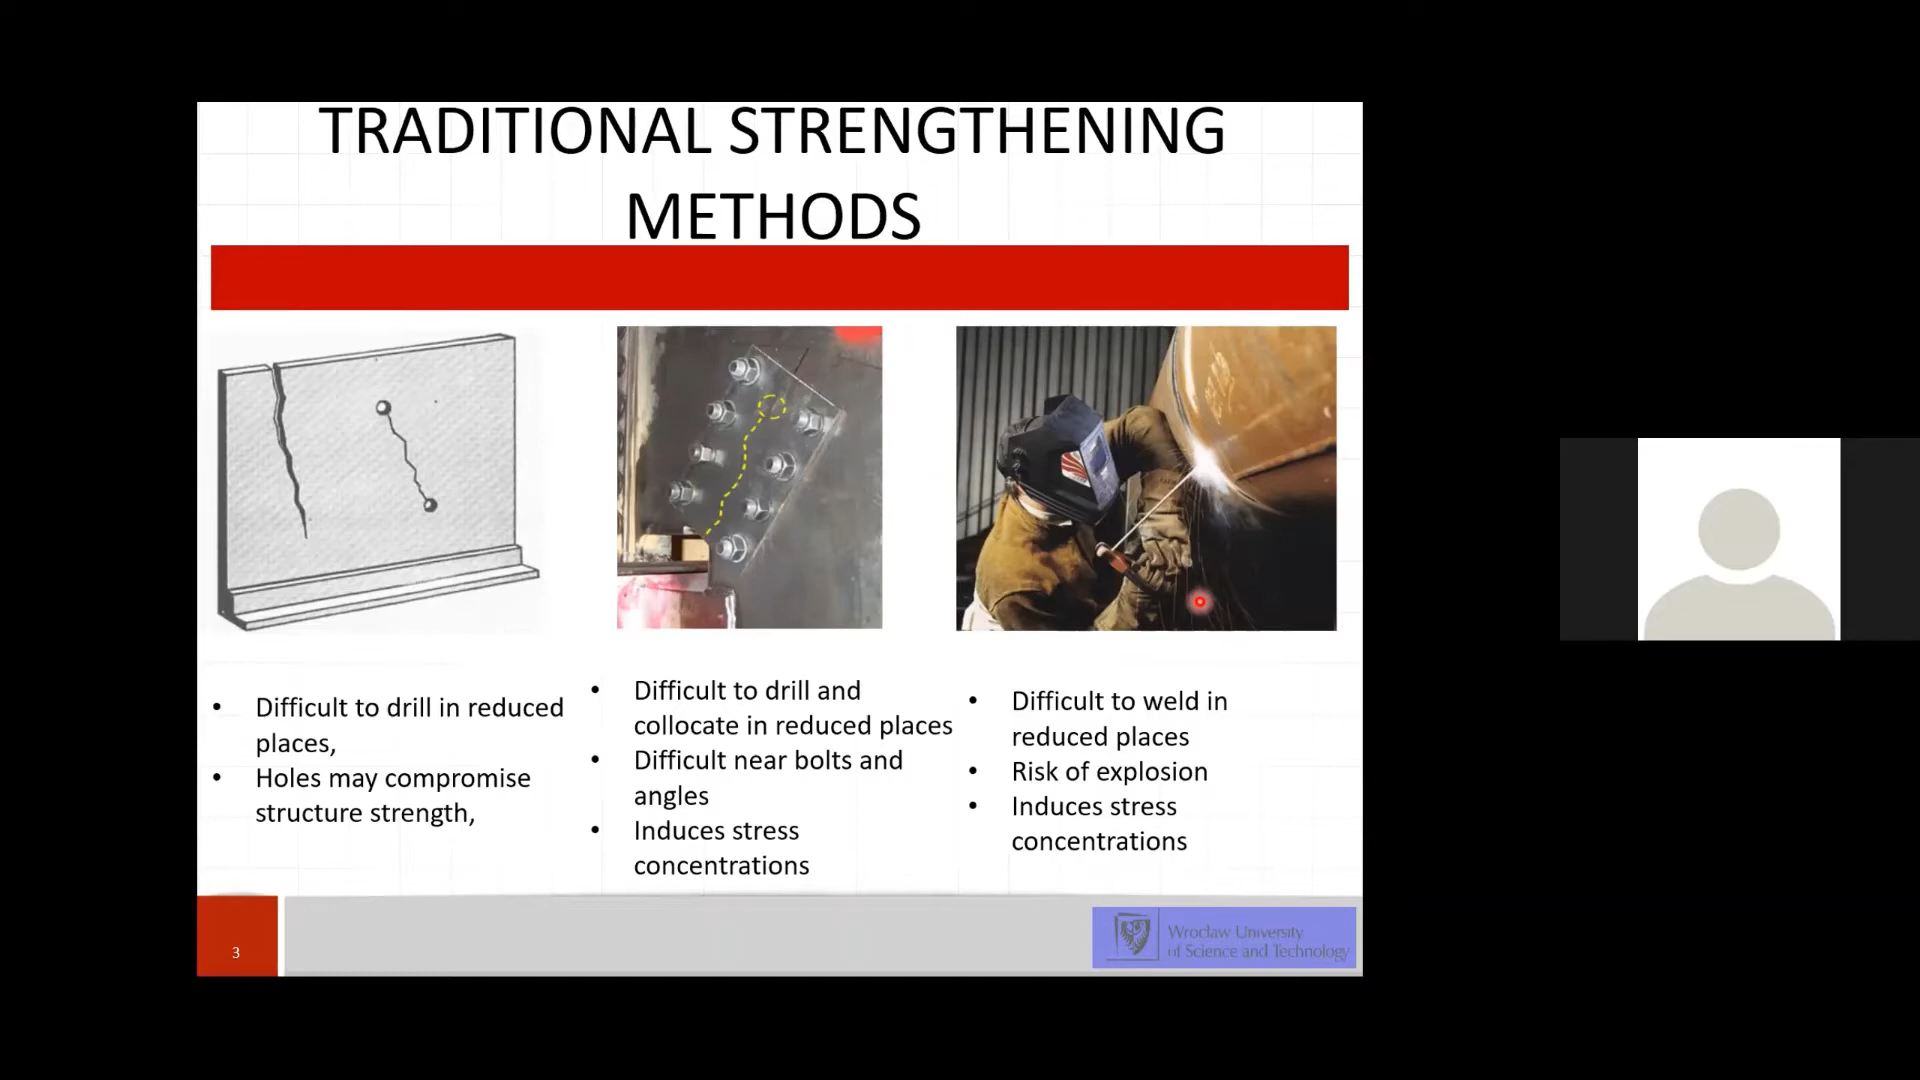 TRADITIONAL STRENGTHENING
METHODS
• Difficult to drill in reduced
places,
• Holes may compromise
structure strength,
• Difficult to drill and
collocate in reduced places
• Difficult near bolts and
angles
• Induces stress
concentrations
• Difficult to weld in
reduced places
• Risk of explosion
• Induces stress
concentrations
3
Wrocław University
of Science and Technology